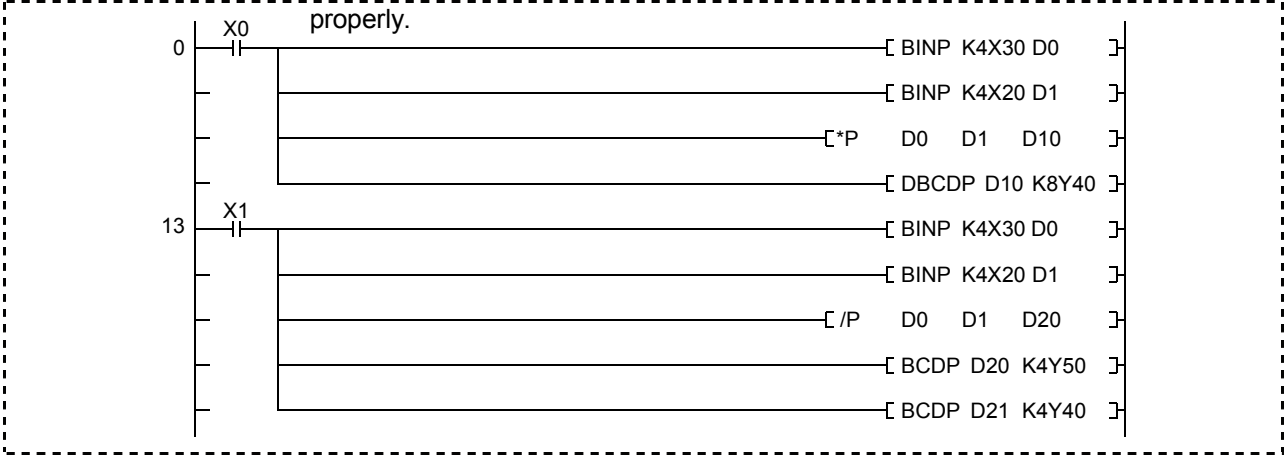 properly.
X0
0 [ BINP K4X30 D0 ]
[ BINP K4X20 D1 ]
[ *P D0 D1 D10 ]
[ DBCDP D10 K8Y40 ]
X1
13 [ BINP K4X30 D0 ]
[ BINP K4X20 D1 ]
[ /P D0 D1 D20 ]
[ BCDP D20 K4Y50 ]
[ BCDP D21 K4Y40 ]